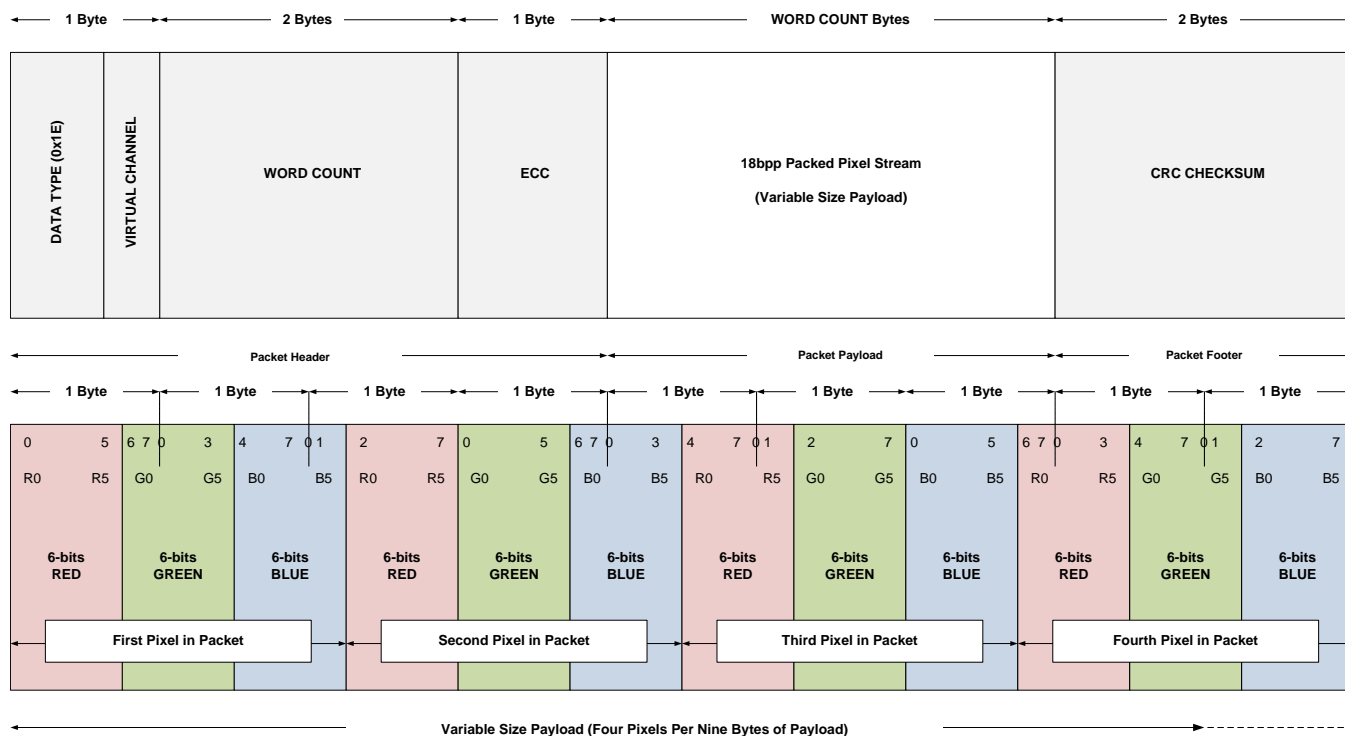 1 Byte 2 Bytes 1 Byte WORD COUNT Bytes 2 Bytes
DATA TYPE (0x1E)
VIRTUAL CHANNEL
WORD COUNT
ECC
18bpp Packed Pixel Stream
(Variable Size Payload)
CRC CHECKSUM
Packet Header Packet Payload Packet Footer
1 Byte 1 Byte 1 Byte 1 Byte 1 Byte 1 Byte 1 Byte 1 Byte 1 Byte
0 5 6 7 0 3 4 7 0 1 2 7 0 5 6 7 0 3 4 7 0 1 2 7 0 5 6 7 0 3 4 7 0 1 2 7
R0 R5 G0 G5 B0 B5 R0 R5 G0 G5 B0 B5 R0 R5 G0 G5 B0 B5 R0 R5 G0 G5 B0 B5
6-bits 6-bits 6-bits 6-bits 6-bits 6-bits 6-bits 6-bits 6-bits 6-bits 6-bits 6-bits
RED GREEN BLUE RED GREEN BLUE RED GREEN BLUE RED GREEN BLUE
First Pixel in Packet Second Pixel in Packet Third Pixel in Packet Fourth Pixel in Packet
Variable Size Payload (Four Pixels Per Nine Bytes of Payload)